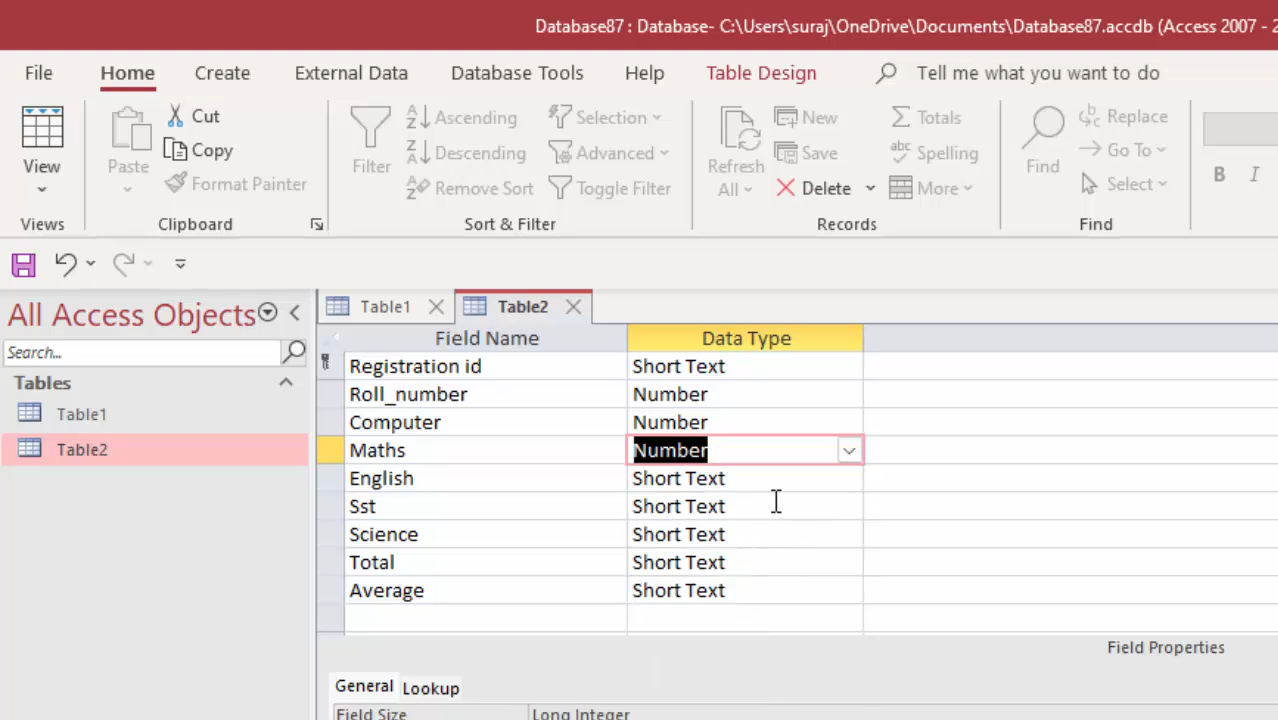 Database87 : Database- C:\Users\suraj\OneDrive\Documents\Database87.accdb (Access 2007 - 2
File Home Create External Data Database Tools Help Table Design Tell me what you want to do
View
Views
Paste
Cut
Copy
Format Painter
Clipboard
Filter
Ascending
Descending
Remove Sort
Selection
Advanced
Toggle Filter
Sort & Filter
Refresh
All
New
Save
Delete
Totals
Spelling
More
Records
Find
Replace
Go To
Select
Find
B I
All Access Objects
Search...
Tables
Table1
Table2
Table1 Table2
Field Name Data Type
Registration id Short Text
Roll_number Number
Computer Number
Maths Number
English Short Text
Sst Short Text
Science Short Text
Total Short Text
Average Short Text
Field Properties
General Lookup
Field Size Long Integer